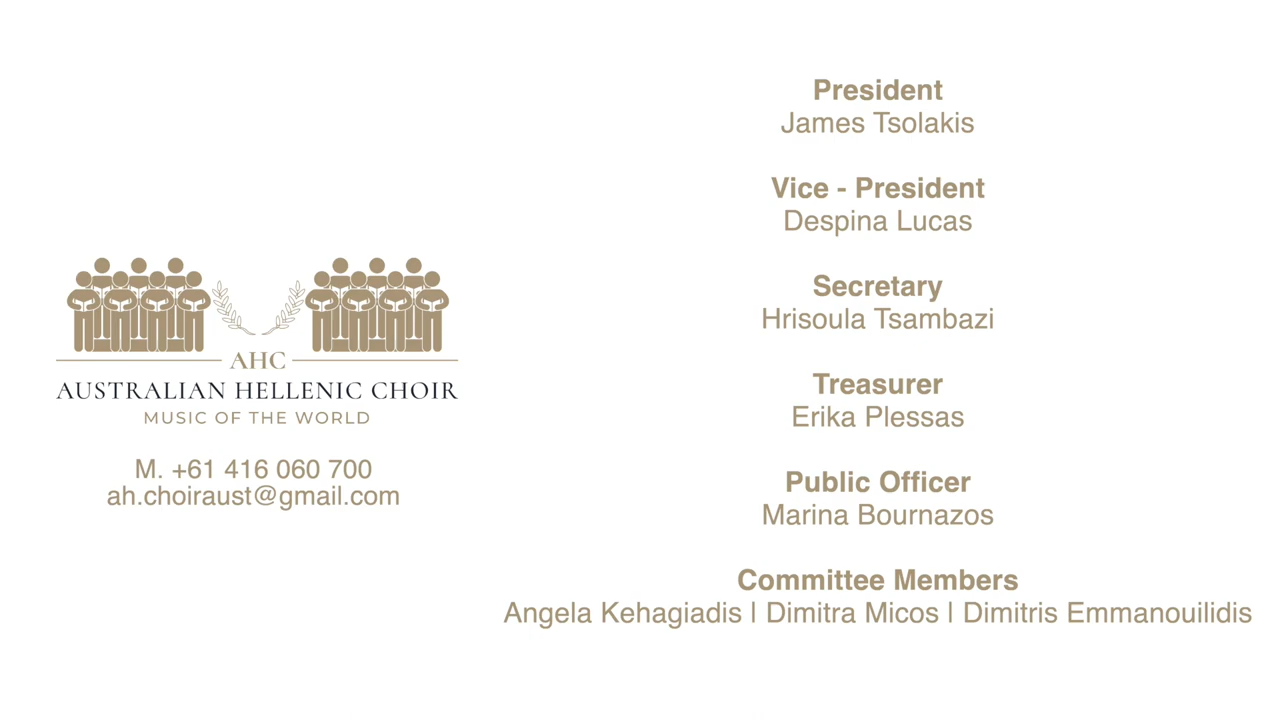 AHC
AUSTRALIAN HELLENIC CHOIR
MUSIC OF THE WORLD
M. +61 416 060 700
ah.choiraust@gmail.com
President
James Tsolakis
Vice - President
Despina Lucas
Secretary
Hrisoula Tsambazi
Treasurer
Erika Plessas
Public Officer
Marina Bournazos
Committee Members
Angela Kehagiadis | Dimitra Micos | Dimitris Emmanouilidis